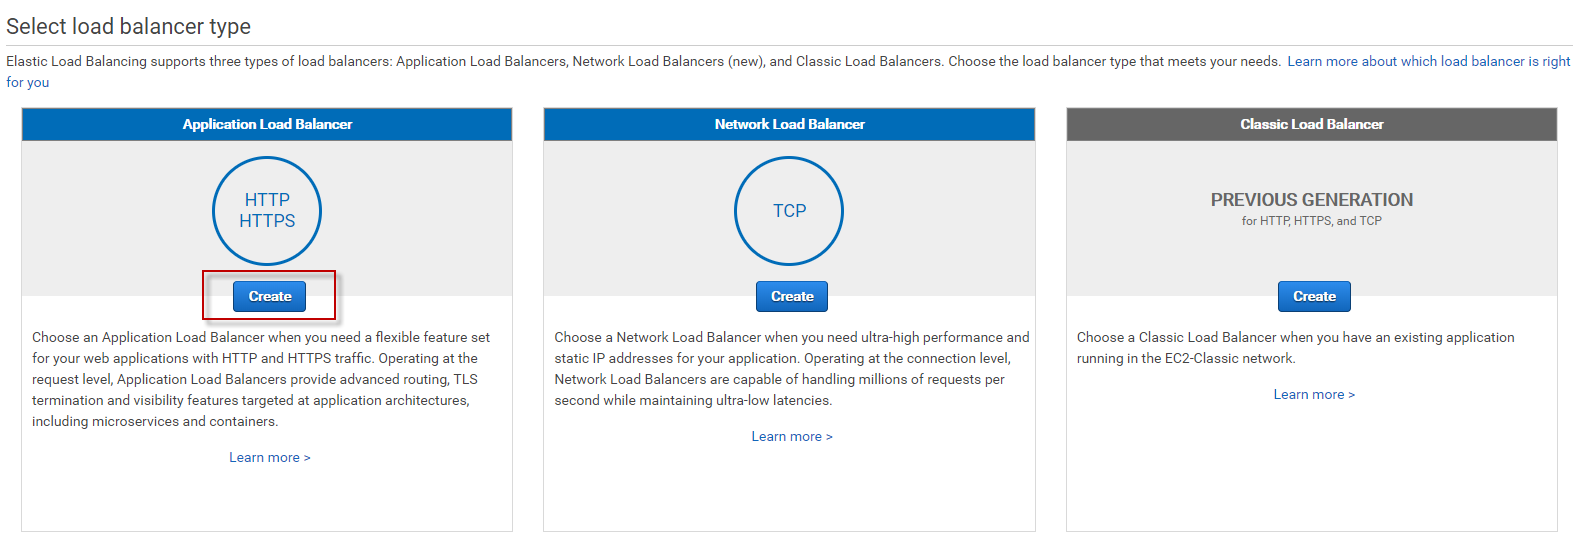 Select load balancer type
Elastic Load Balancing supports three types of load balancers: Application Load Balancers, Network Load Balancers (new), and Classic Load Balancers. Choose the load balancer type that meets your needs. Learn more about which load balancer is right
for you
Application Load Balancer
HTTP
HTTPS
Create
Choose an Application Load Balancer when you need a flexible feature set
for your web applications with HTTP and HTTPS traffic. Operating at the
request level, Application Load Balancers provide advanced routing, TLS
termination and visibility features targeted at application architectures,
including microservices and containers.
Learn more >
Network Load Balancer
TCP
Create
Choose a Network Load Balancer when you need ultra-high performance and
static IP addresses for your application. Operating at the connection level,
Network Load Balancers are capable of handling millions of requests per
second while maintaining ultra-low latencies.
Learn more >
Classic Load Balancer
PREVIOUS GENERATION
for HTTP, HTTPS, and TCP
Create
Choose a Classic Load Balancer when you have an existing application
running in the EC2-Classic network.
Learn more >